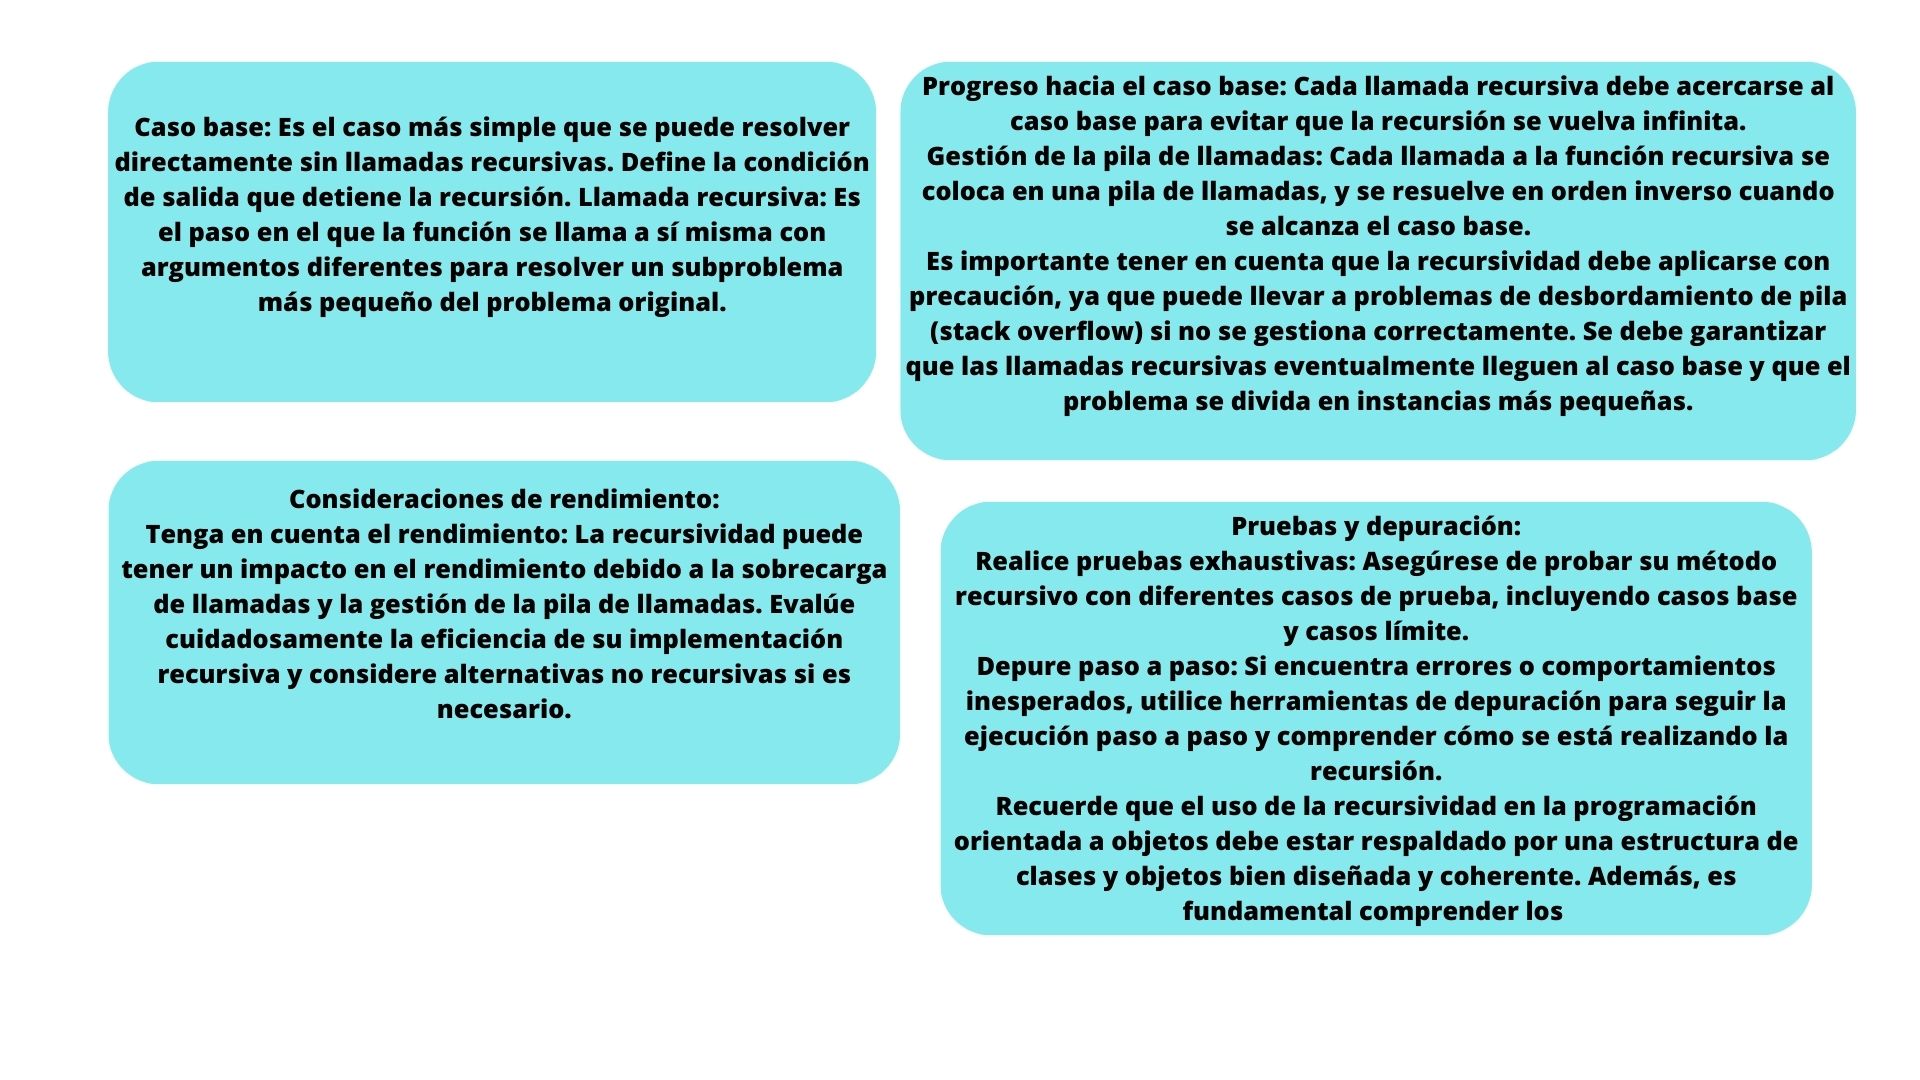 Caso base: Es el caso más simple que se puede resolver
directamente sin llamadas recursivas. Define la condición
de salida que detiene la recursión. Llamada recursiva: Es
el paso en el que la función se llama a sí misma con
argumentos diferentes para resolver un subproblema
más pequeño del problema original.
Progreso hacia el caso base: Cada llamada recursiva debe acercarse al
caso base para evitar que la recursión se vuelva infinita.
Gestión de la pila de llamadas: Cada llamada a la función recursiva se
coloca en una pila de llamadas, y se resuelve en orden inverso cuando
se alcanza el caso base.
Es importante tener en cuenta que la recursividad debe aplicarse con
precaución, ya que puede llevar a problemas de desbordamiento de pila
(stack overflow) si no se gestiona correctamente. Se debe garantizar
que las llamadas recursivas eventualmente lleguen al caso base y que el
problema se divida en instancias más pequeñas.
Consideraciones de rendimiento:
Tenga en cuenta el rendimiento: La recursividad puede
tener un impacto en el rendimiento debido a la sobrecarga
de llamadas y la gestión de la pila de llamadas. Evalúe
cuidadosamente la eficiencia de su implementación
recursiva y considere alternativas no recursivas si es
necesario.
Pruebas y depuración:
Realice pruebas exhaustivas: Asegúrese de probar su método
recursivo con diferentes casos de prueba, incluyendo casos base
y casos límite.
Depure paso a paso: Si encuentra errores o comportamientos
inesperados, utilice herramientas de depuración para seguir la
ejecución paso a paso y comprender cómo se está realizando la
recursión.
Recuerde que el uso de la recursividad en la programación
orientada a objetos debe estar respaldado por una estructura de
clases y objetos bien diseñada y coherente. Además, es
fundamental comprender los